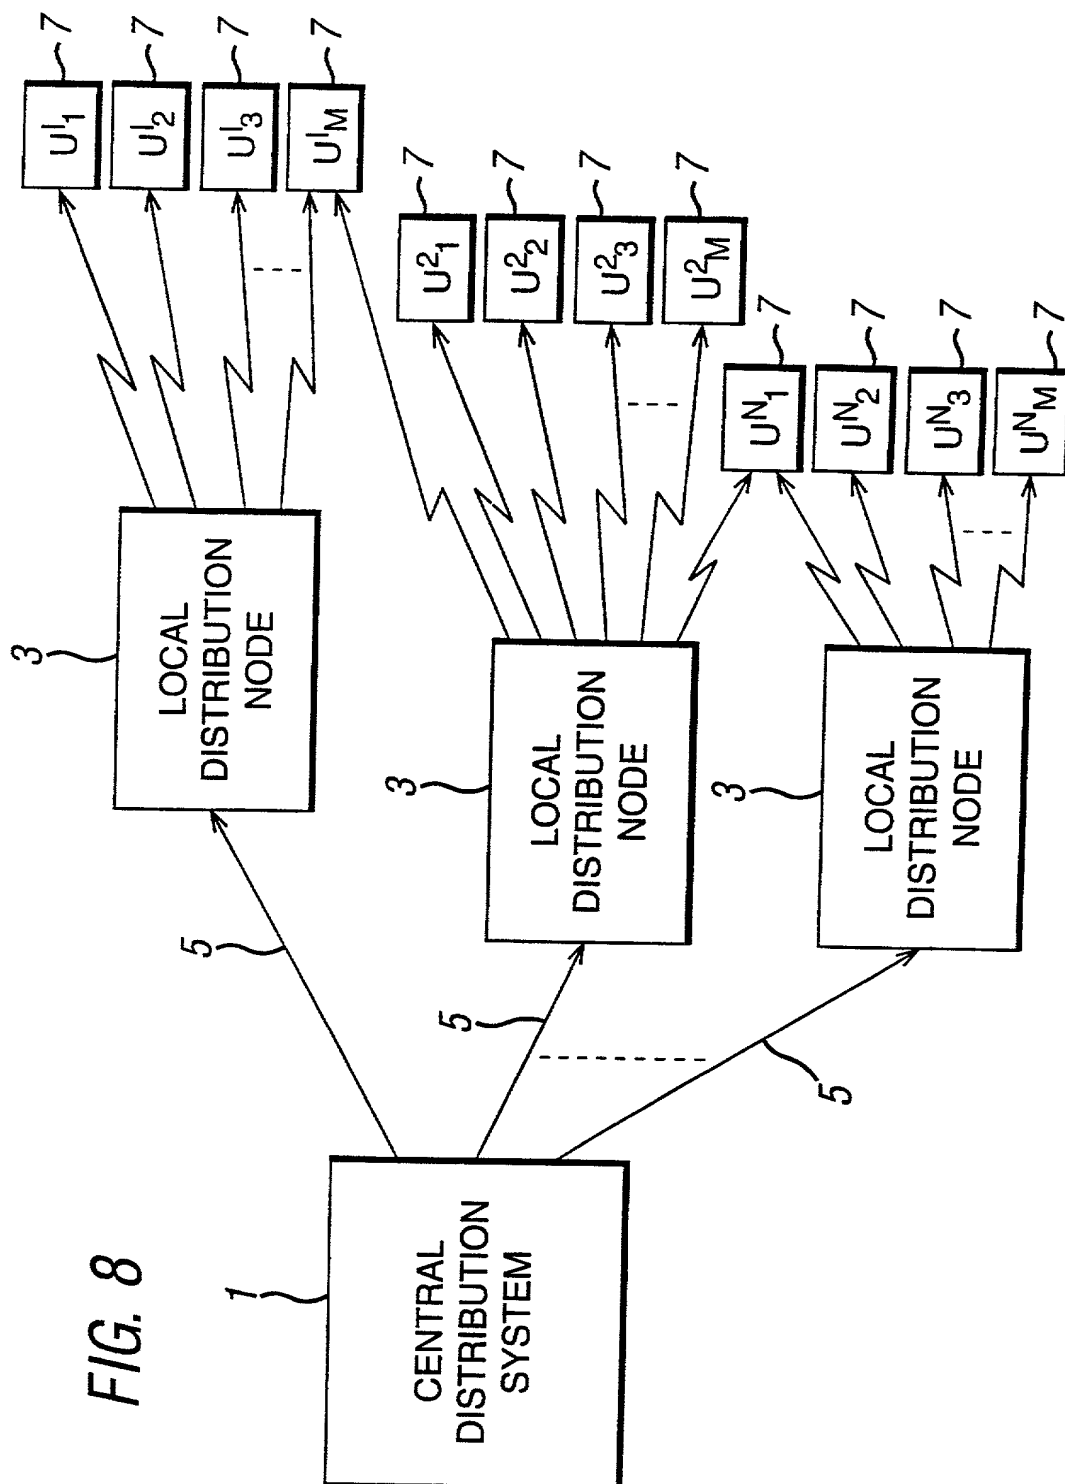 FIG. 8
1
CENTRAL
DISTRIBUTION
SYSTEM
5
5
5
3
LOCAL
DISTRIBUTION
NODE
3
LOCAL
DISTRIBUTION
NODE
3
LOCAL
DISTRIBUTION
NODE
U¹₁ 7
U¹₂ 7
U¹₃ 7
U¹M 7
U²₁ 7
U²₂ 7
U²₃ 7
U²M 7
Uᴺ₁ 7
Uᴺ₂ 7
Uᴺ₃ 7
UᴺM 7